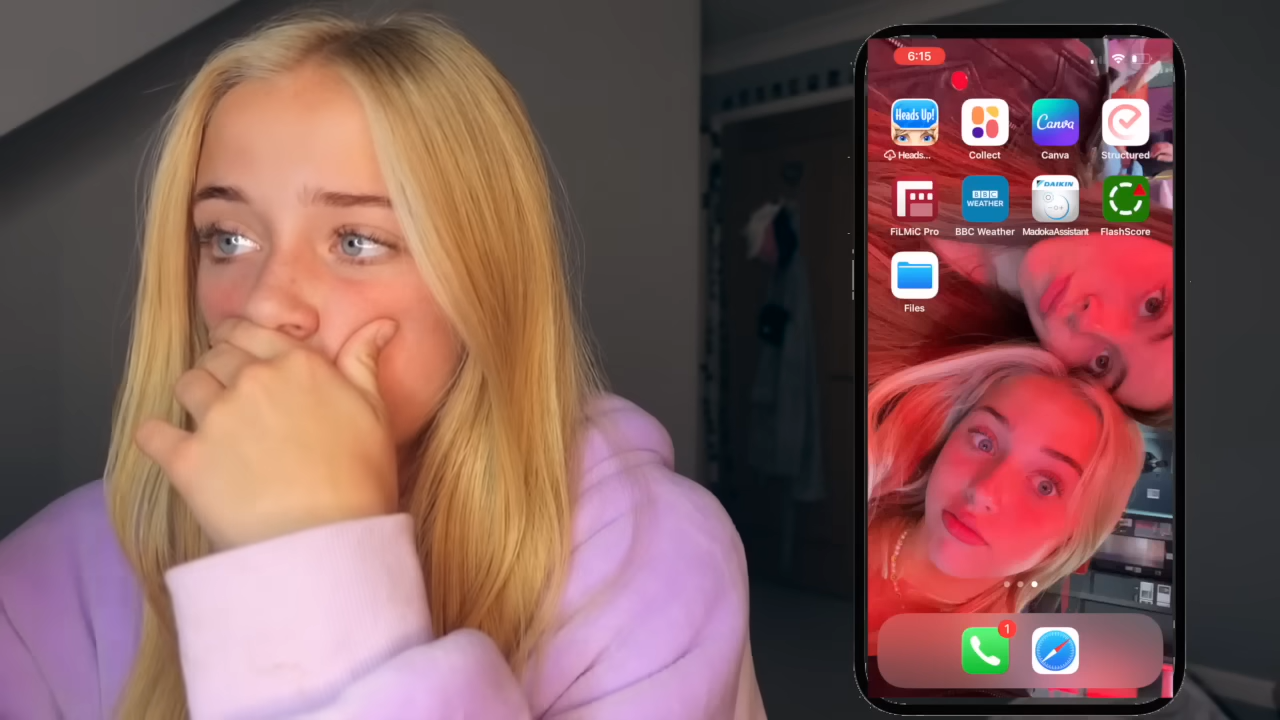 6:15
Heads Up!
Canva
Heads...
Collect
Canva
Structured
BBC
WEATHER
DAIKIN
FiLMiC Pro
BBC Weather
MadokaAssistant
FlashScore
Files
1